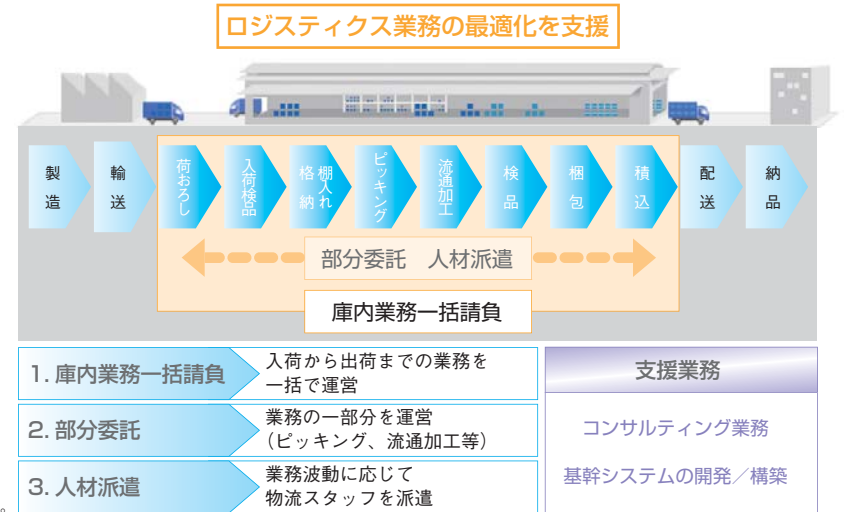 ロジスティクス業務の最適化を支援
製造
輸送
荷おろし
入荷検品
棚入れ
格納
ピッキング
流通加工
検品
梱包
積込
配送
納品
部分委託 人材派遣
庫内業務一括請負
1. 庫内業務一括請負
入荷から出荷までの業務を
一括で運営
2. 部分委託
業務の一部分を運営
（ピッキング、流通加工等）
3. 人材派遣
業務波動に応じて
物流スタッフを派遣
支援業務
コンサルティング業務
基幹システムの開発／構築
。